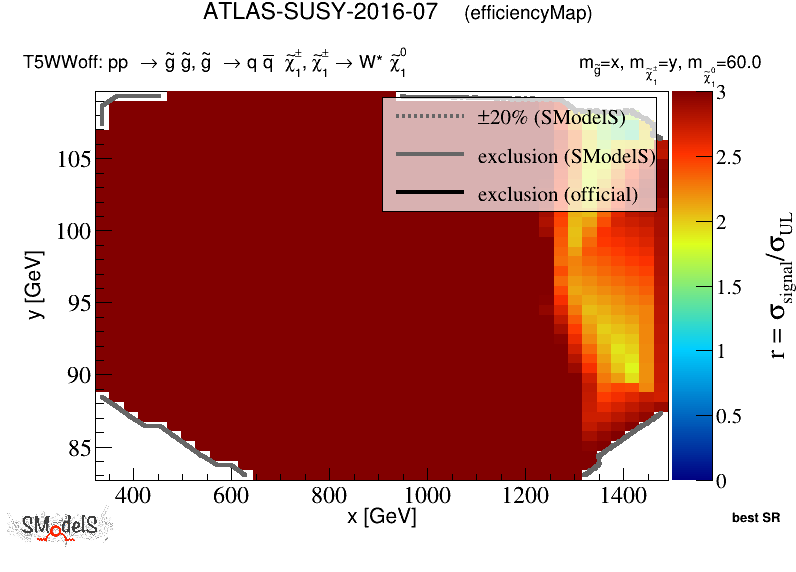 ATLAS-SUSY-2016-07 (efficiencyMap)
T5WWoff: pp → g̃ g̃, g̃ → q q̅ χ̃₁±, χ̃₁± → W* χ̃₁⁰
m_g̃=x, m_χ̃₁±=y, m_χ̃₁⁰=60.0
±20% (SModelS)
exclusion (SModelS)
exclusion (official)
105
100
95
90
85
y [GeV]
400 600 800 1000 1200 1400
x [GeV]
3
2.5
2
1.5
1
0.5
0
r = σ_signal/σ_UL
SModelS
best SR